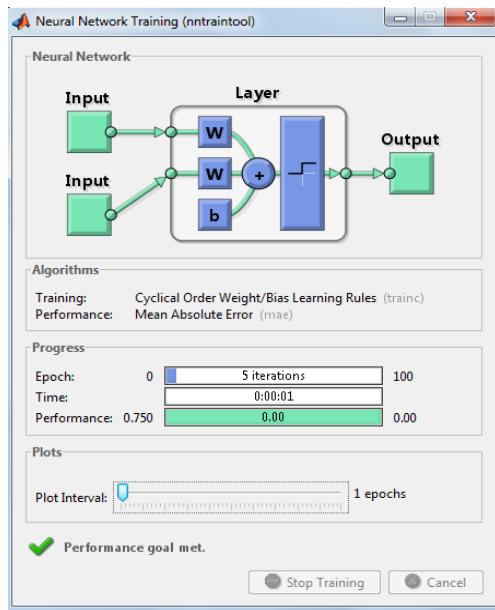 Neural Network Training (nntraintool)
Neural Network
Input
Layer
W
Output
Input
W
+
b
Algorithms
Training: Cyclical Order Weight/Bias Learning Rules (trainc)
Performance: Mean Absolute Error (mae)
Progress
Epoch: 0 5 iterations 100
Time: 0:00:01
Performance: 0.750 0.00 0.00
Plots
Plot Interval: 1 epochs
Performance goal met.
Stop Training Cancel